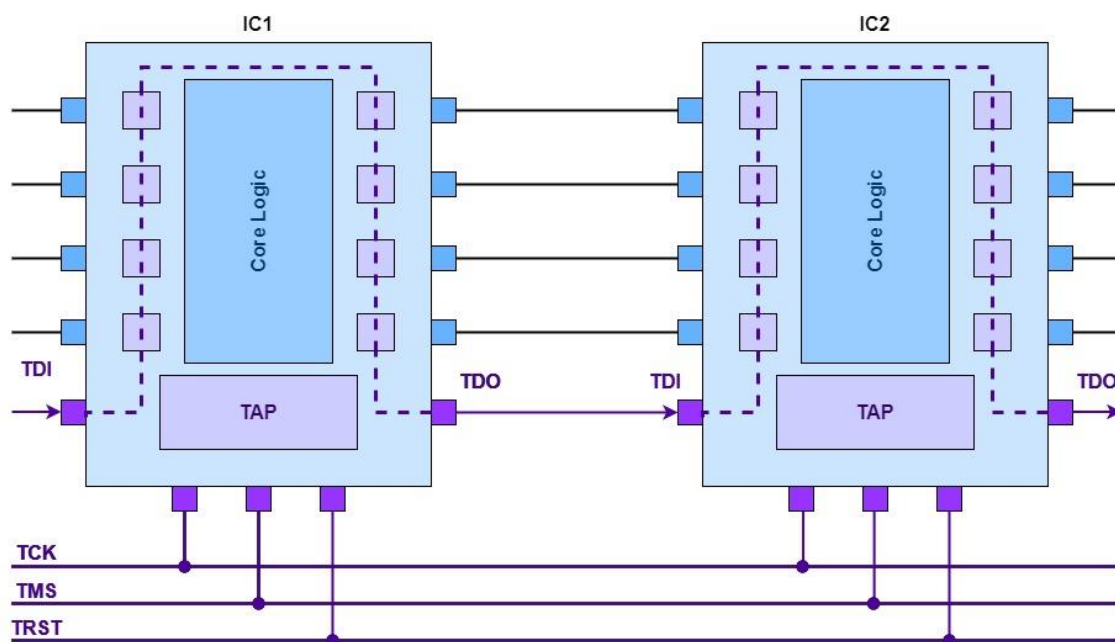 IC1
IC2
Core Logic
Core Logic
TDI
TDO
TDI
TDO
TAP
TAP
TCK
TMS
TRST